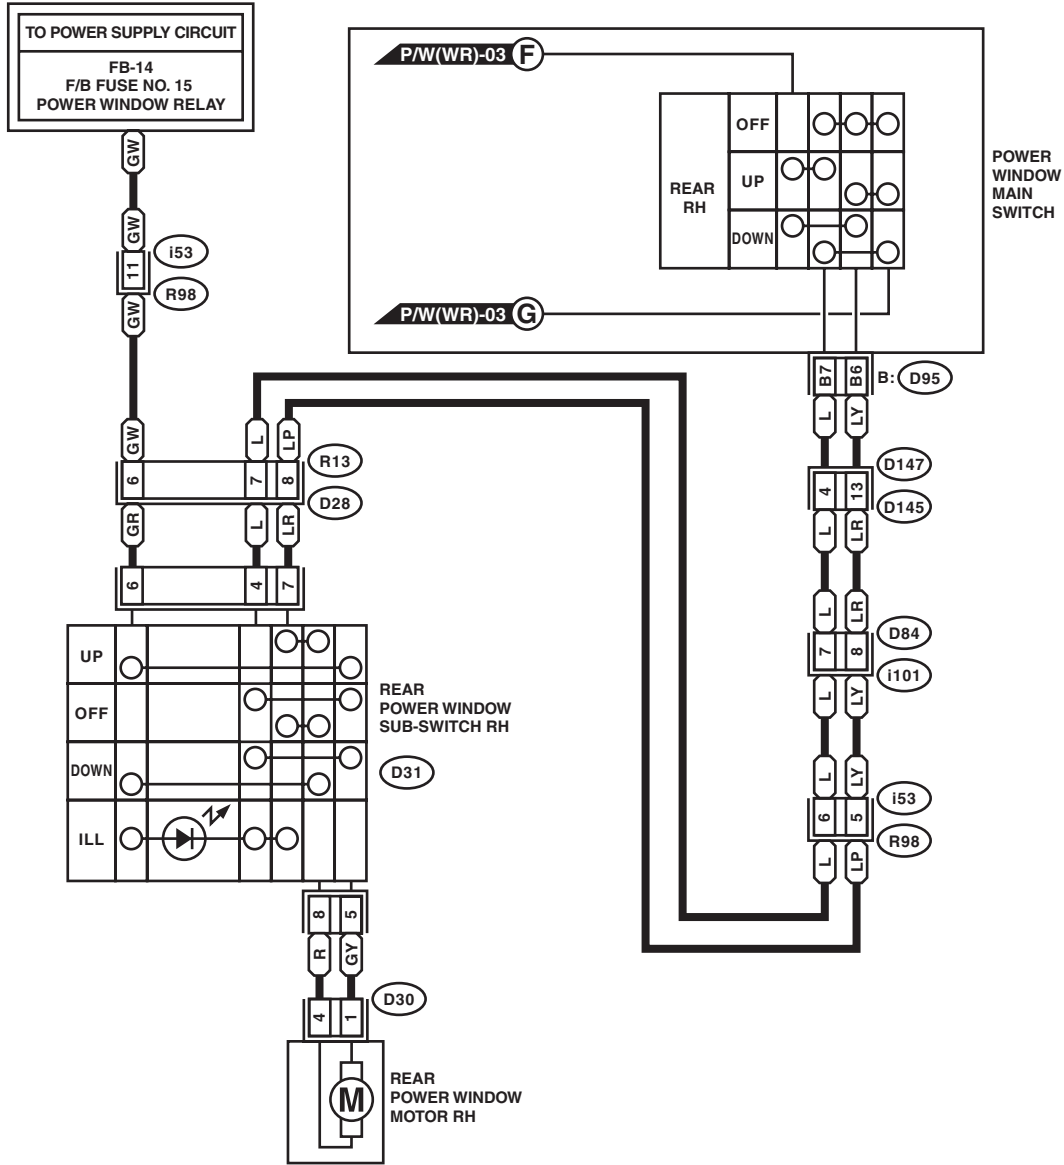 TO POWER SUPPLY CIRCUIT
FB-14
F/B FUSE NO. 15
POWER WINDOW RELAY
P/W(WR)-03 F
OFF
UP
DOWN
REAR
RH
POWER
WINDOW
MAIN
SWITCH
P/W(WR)-03 G
GW
GW
11
i53
R98
GW
B7 B6
B: D95
L LY
GW L LP
6 7 8
R13
D28
GR L LR
4 13
D147
D145
L LR
6 4 7
L LR
7 8
D84
i101
L LY
UP
OFF
DOWN
ILL
REAR
POWER WINDOW
SUB-SWITCH RH
D31
L LY
6 5
i53
R98
L LP
8 5
R GY
4 1
D30
M
REAR
POWER WINDOW
MOTOR RH